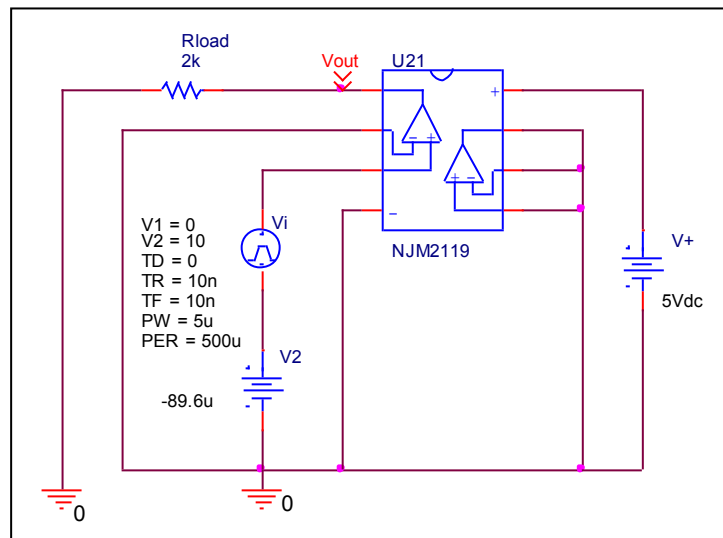 Rload
2k
Vout
U21
+
- +
+ -
-
NJM2119
Vi
V1 = 0
V2 = 10
TD = 0
TR = 10n
TF = 10n
PW = 5u
PER = 500u
V+
5Vdc
V2
-89.6u
0
0